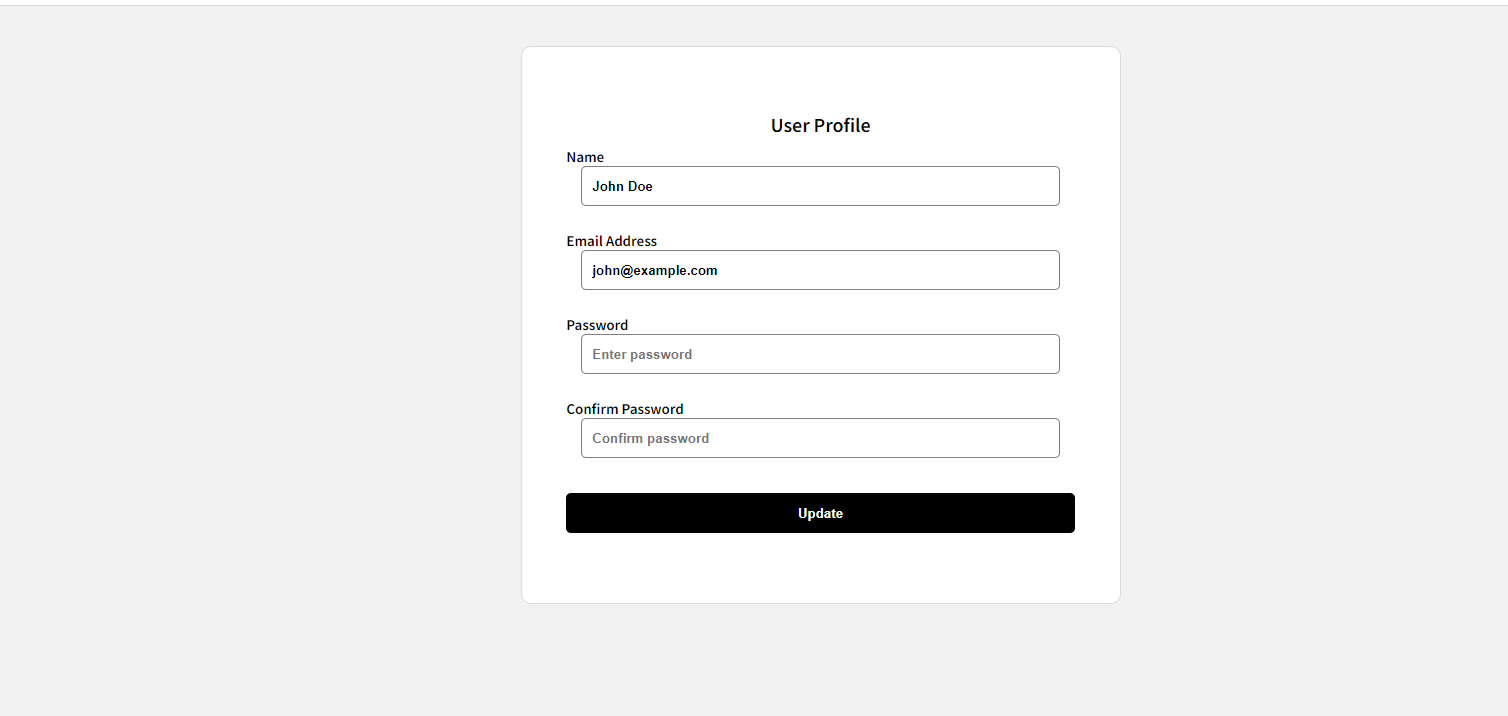 User Profile
Name
John Doe
Email Address
john@example.com
Password
Enter password
Confirm Password
Confirm password
Update